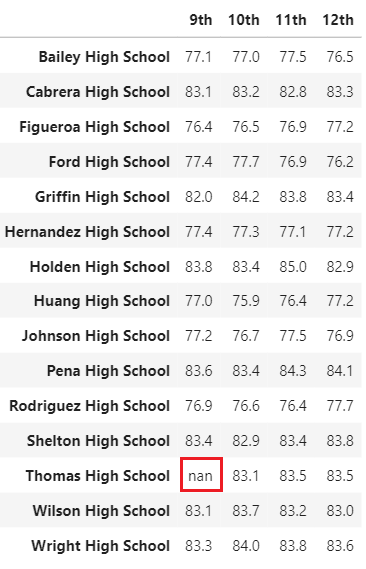 9th 10th 11th 12th
Bailey High School 77.1 77.0 77.5 76.5
Cabrera High School 83.1 83.2 82.8 83.3
Figueroa High School 76.4 76.5 76.9 77.2
Ford High School 77.4 77.7 76.9 76.2
Griffin High School 82.0 84.2 83.8 83.4
Hernandez High School 77.4 77.3 77.1 77.2
Holden High School 83.8 83.4 85.0 82.9
Huang High School 77.0 75.9 76.4 77.2
Johnson High School 77.2 76.7 77.5 76.9
Pena High School 83.6 83.4 84.3 84.1
Rodriguez High School 76.9 76.6 76.4 77.7
Shelton High School 83.4 82.9 83.4 83.8
Thomas High School nan 83.1 83.5 83.5
Wilson High School 83.1 83.7 83.2 83.0
Wright High School 83.3 84.0 83.8 83.6